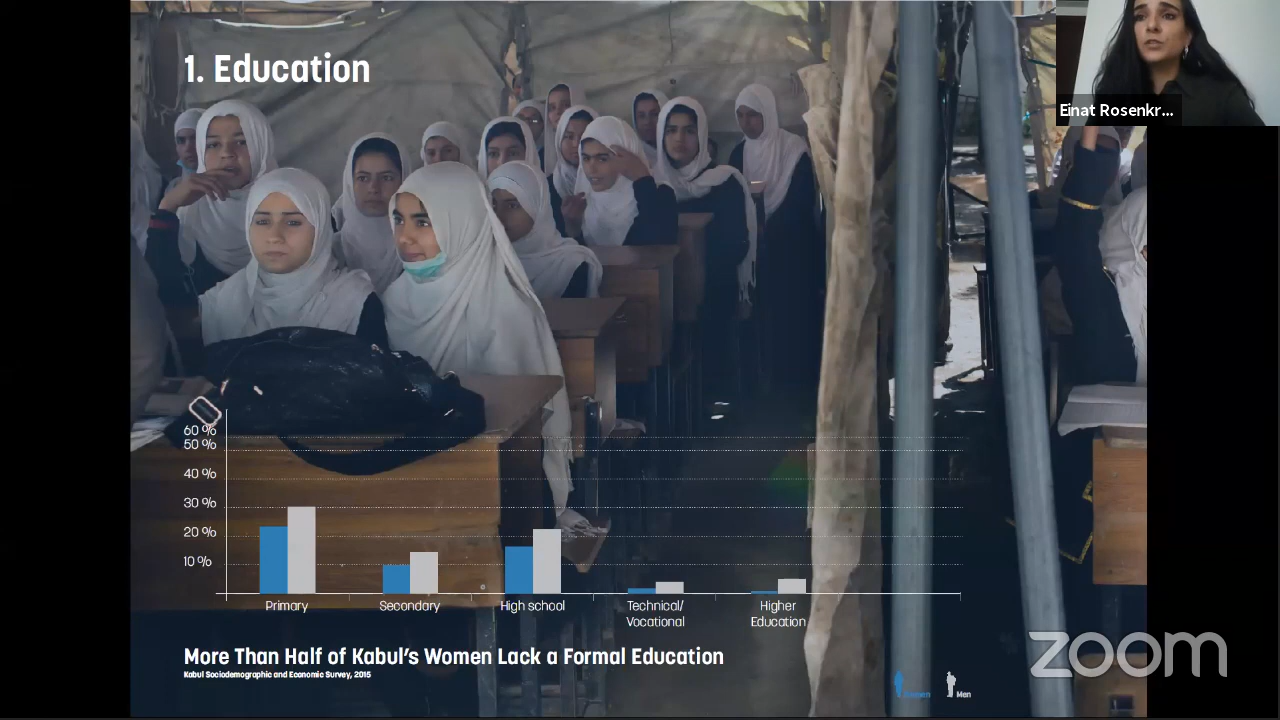 1. Education
Einat Rosenkr...
60 %
50 %
40 %
30 %
20 %
10 %
Primary
Secondary
High school
Technical/
Vocational
Higher
Education
More Than Half of Kabul's Women Lack a Formal Education
Kabul Sociodemographic and Economic Survey, 2015
Women
Men
zoom